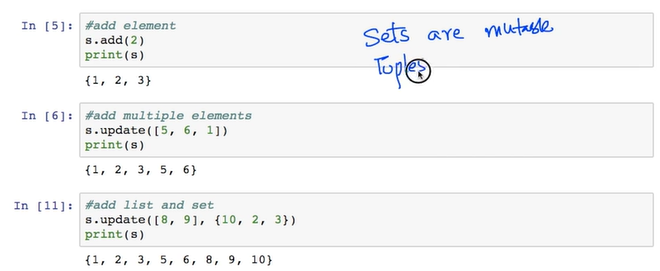 In [5]: #add element
s.add(2)
print(s)
Sets are mutable
Tuples
{1, 2, 3}
In [6]: #add multiple elements
s.update([5, 6, 1])
print(s)
{1, 2, 3, 5, 6}
In [11]: #add list and set
s.update([8, 9], {10, 2, 3})
print(s)
{1, 2, 3, 5, 6, 8, 9, 10}